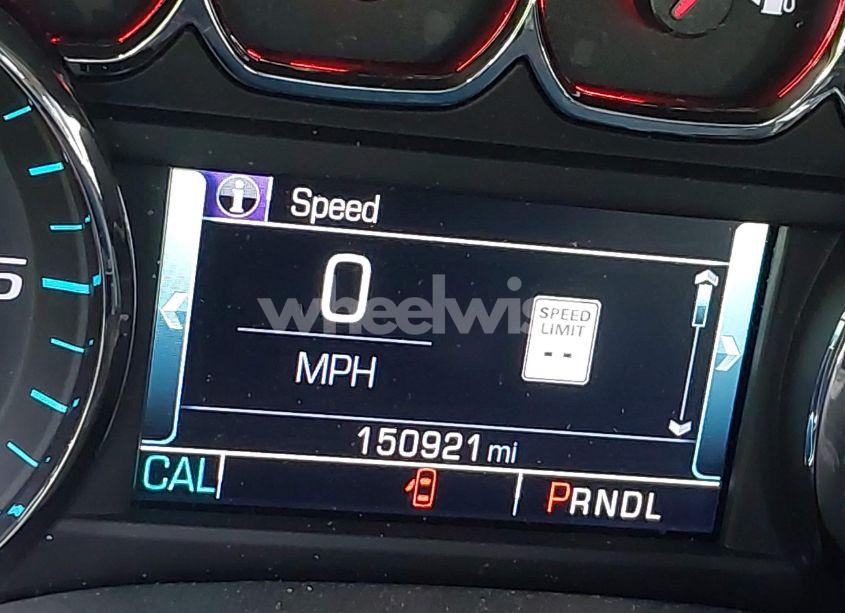 Speed
0
MPH
SPEED
LIMIT
--
150921 mi
CAL
PRNDL